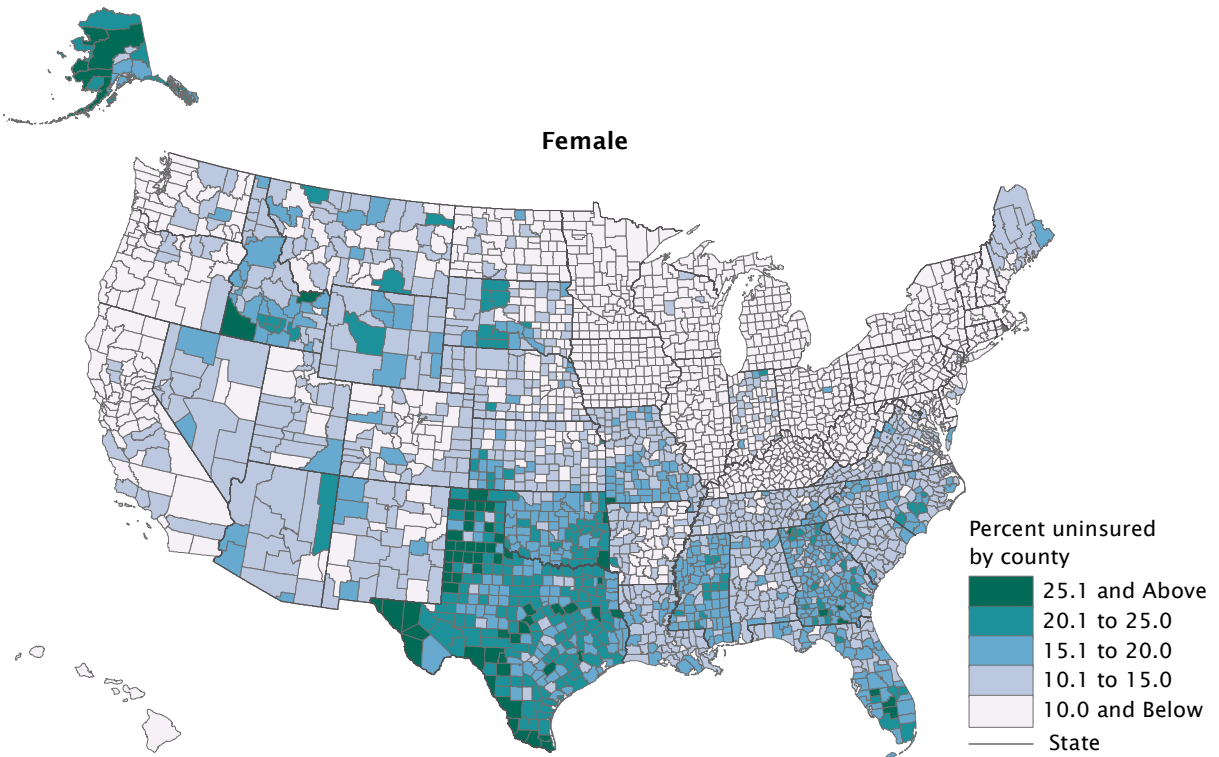 Female
Percent uninsured
by county
25.1 and Above
20.1 to 25.0
15.1 to 20.0
10.1 to 15.0
10.0 and Below
State